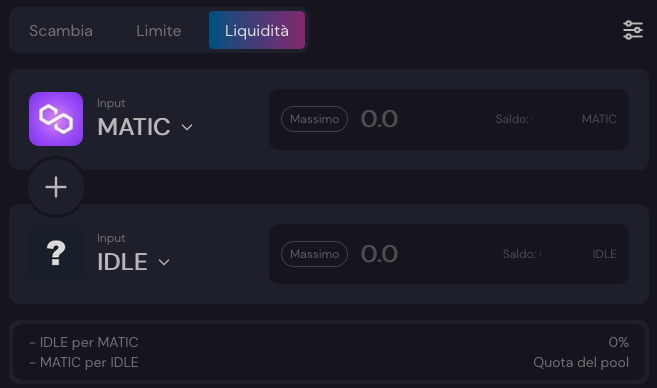 Scambia Limite Liquidità
Input
MATIC
Massimo 0.0 Saldo: MATIC
?
Input
IDLE
Massimo 0.0 Saldo: IDLE
- IDLE per MATIC 0%
- MATIC per IDLE Quota del pool